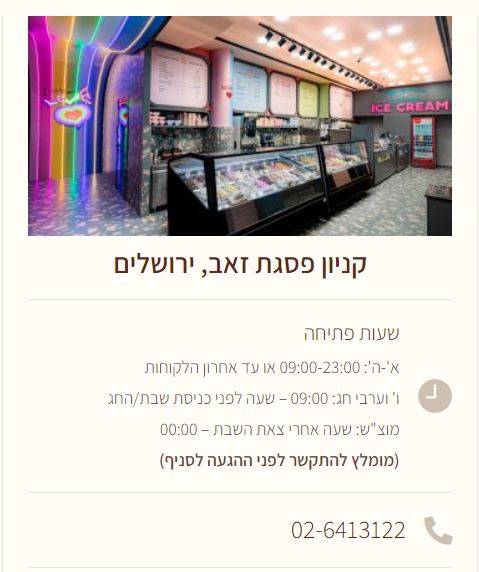 ICE CREAM
קניון פסגת זאב, ירושלים
שעות פתיחה
א'-ה': 09:00-23:00 או עד אחרון הלקוחות
ו' וערבי חג: 09:00 – שעה לפני כניסת שבת/החג
מוצ"ש: שעה אחרי צאת השבת – 00:00
(מומלץ להתקשר לפני ההגעה לסניף)
02-6413122